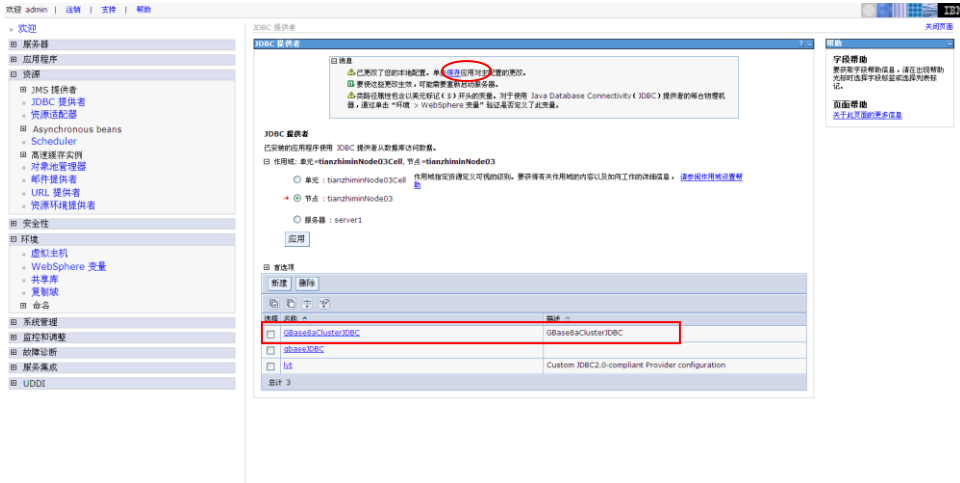 欢迎 admin | 注销 | 支持 | 帮助
IBM
欢迎
服务器
应用程序
资源
JMS 提供者
JDBC 提供者
资源适配器
Asynchronous beans
Scheduler
高速缓存实例
对象池管理器
邮件提供者
URL 提供者
资源环境提供者
安全性
环境
虚拟主机
WebSphere 变量
共享库
复制域
命名
系统管理
监控和调整
故障诊断
服务集成
UDDI
JDBC 提供者
关闭页面
JDBC 提供者 ? -
消息
已更改了您的本地配置。单击保存应用对主配置的更改。
要使这些更改生效，可能需要重新启动服务器。
类路径属性包含以美元标记（$）开头的变量。对于使用 Java Database Connectivity（JDBC）提供者的每台物理机
器，通过单击“环境 > WebSphere 变量”验证是否定义了此变量。
JDBC 提供者
已安装的应用程序使用 JDBC 提供者从数据库访问数据。
作用域: 单元=tianzhiminNode03Cell, 节点=tianzhiminNode03
单元：tianzhiminNode03Cell
作用域指定资源定义可视的级别。要获得有关作用域的内容以及如何工作的详细信息，请参阅作用域设置帮
助
节点：tianzhiminNode03
服务器：server1
应用
首选项
新建 删除
选择 名称 描述
GBase8aClusterJDBC GBase8aClusterJDBC
gbaseJDBC
lvt Custom JDBC2.0-compliant Provider configuration
总计 3
帮助 -
字段帮助
要获取字段帮助信息，请在出现帮助
光标时选择字段标签或选择列表标
记。
页面帮助
关于此页面的更多信息